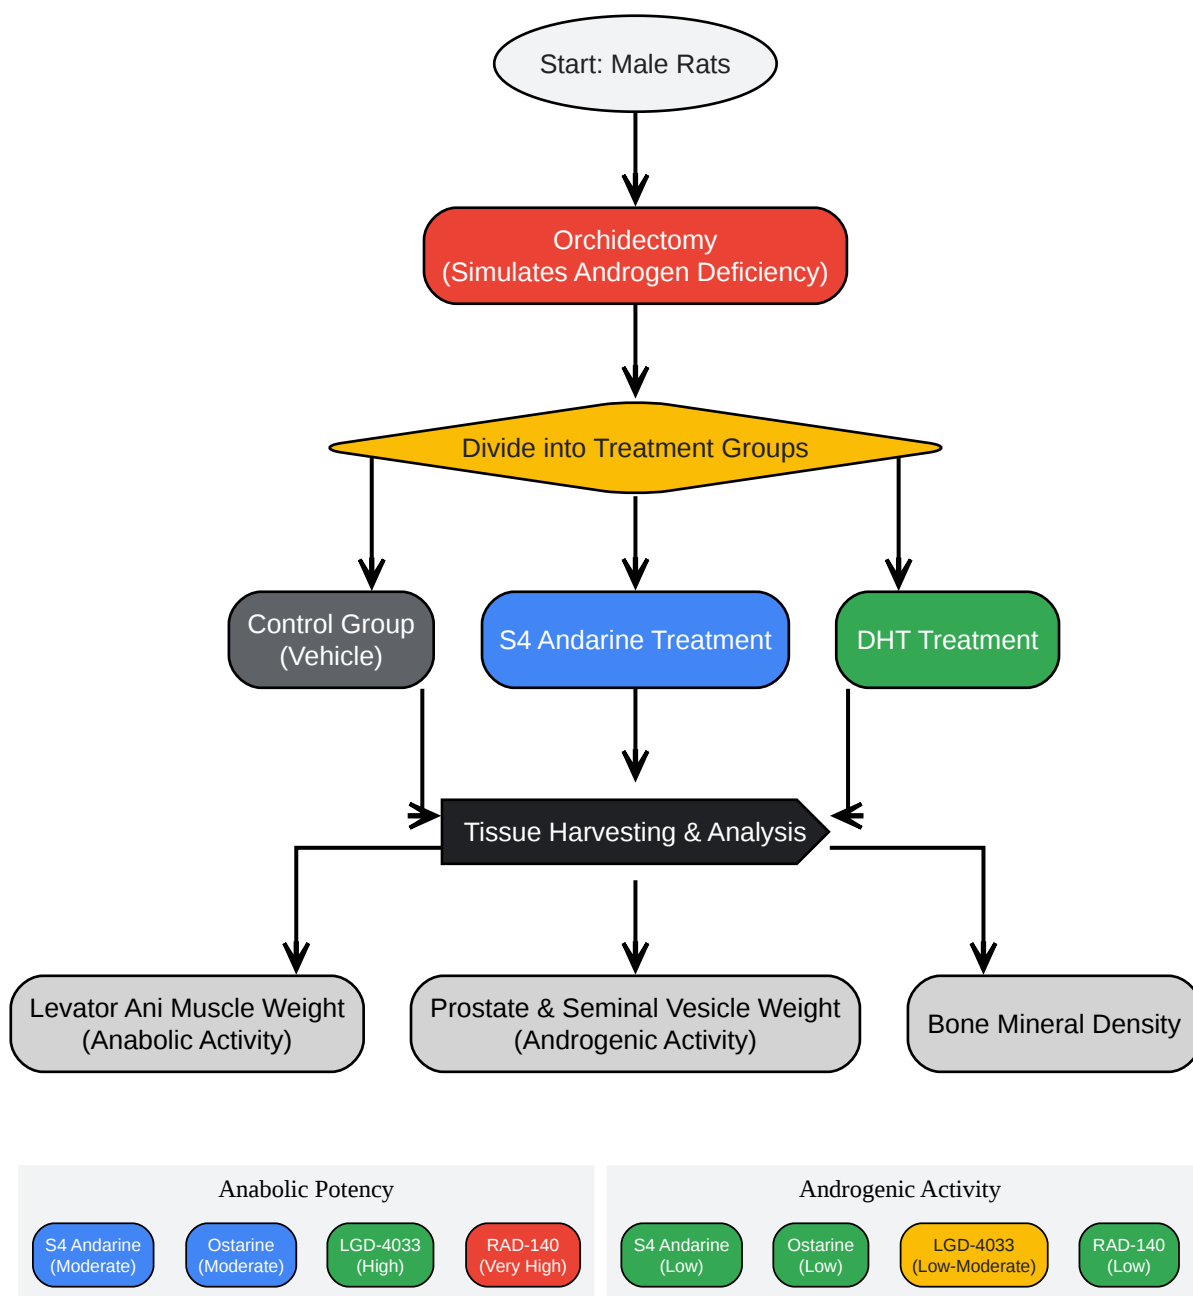 Start: Male Rats
Orchidectomy
(Simulates Androgen Deficiency)
Divide into Treatment Groups
Control Group
(Vehicle)
S4 Andarine Treatment
DHT Treatment
Tissue Harvesting & Analysis
Levator Ani Muscle Weight
(Anabolic Activity)
Prostate & Seminal Vesicle Weight
(Androgenic Activity)
Bone Mineral Density
Anabolic Potency
S4 Andarine
(Moderate)
Ostarine
(Moderate)
LGD-4033
(High)
RAD-140
(Very High)
Androgenic Activity
S4 Andarine
(Low)
Ostarine
(Low)
LGD-4033
(Low-Moderate)
RAD-140
(Low)